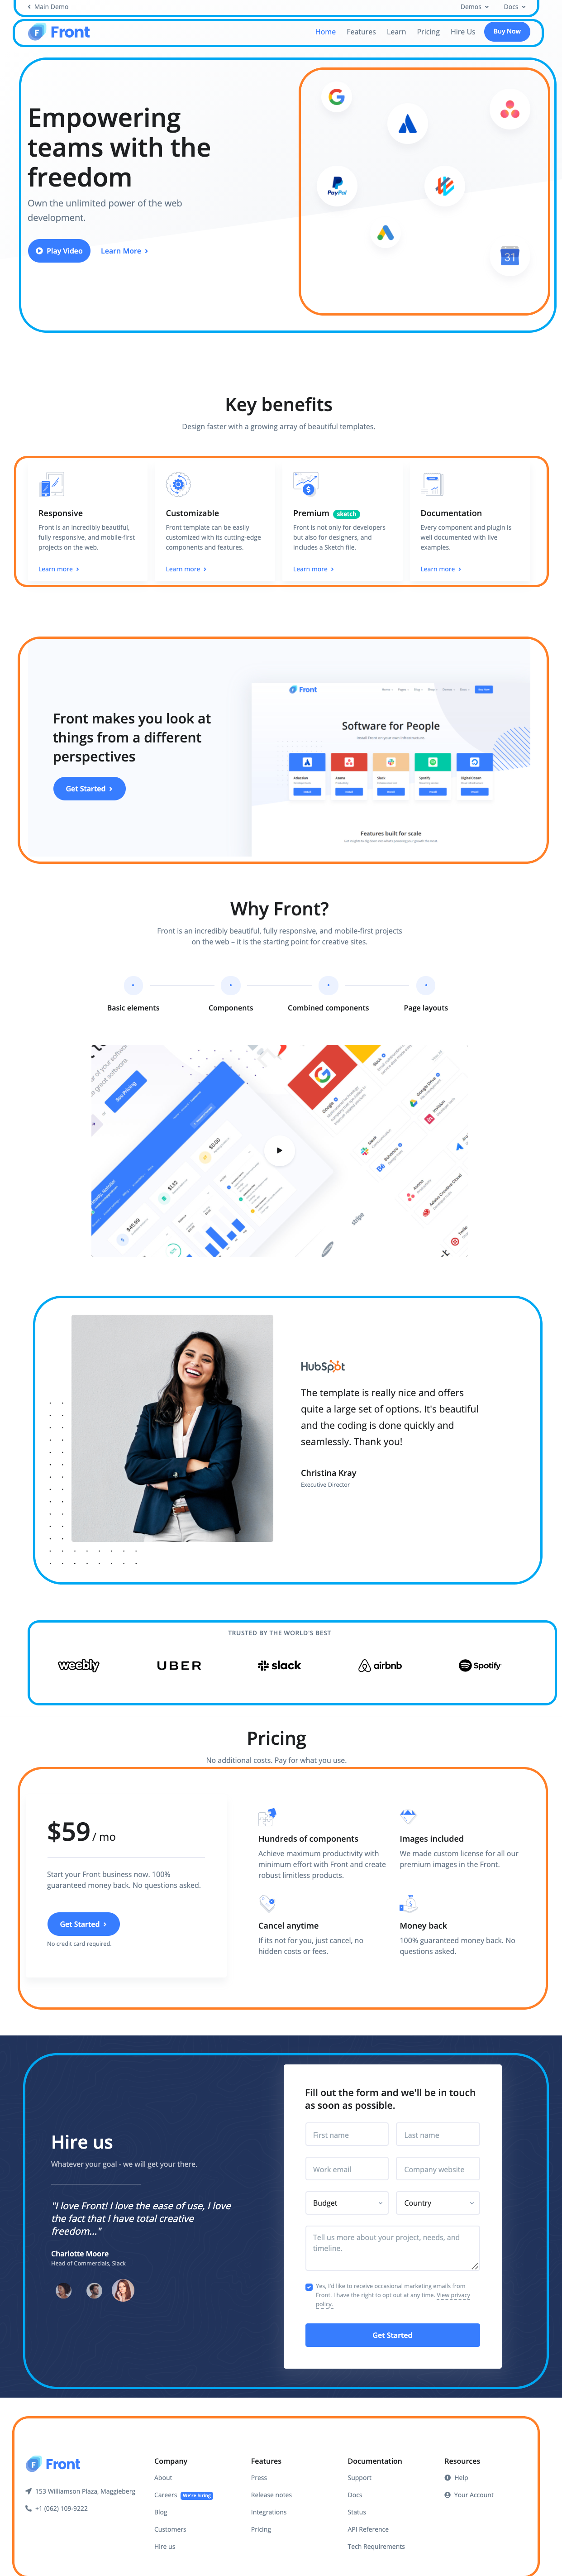 Main Demo
Demos
Docs
Front
Home
Features
Learn
Pricing
Hire Us
Buy Now
Empowering
teams with the
freedom
Own the unlimited power of the web
development.
Play Video
Learn More
PayPal
31
Key benefits
Design faster with a growing array of beautiful templates.
Responsive
Front is an incredibly beautiful,
fully responsive, and mobile-first
projects on the web.
Learn more
Customizable
Front template can be easily
customized with its cutting-edge
components and features.
Learn more
Premium sketch
Front is not only for developers
but also for designers, and
includes a Sketch file.
Learn more
Documentation
Every component and plugin is
well documented with live
examples.
Learn more
Front makes you look at
things from a different
perspectives
Get Started
Front
Software for People
Features built for scale
Why Front?
Front is an incredibly beautiful, fully responsive, and mobile-first projects
on the web – it is the starting point for creative sites.
Basic elements
Components
Combined components
Page layouts
See Pricing
Google
Slack
Google Drive
Behance
Adobe Creative Cloud
stripe
$0.00
$1.32
$45.99
HubSpot
The template is really nice and offers
quite a large set of options. It's beautiful
and the coding is done quickly and
seamlessly. Thank you!
Christina Kray
Executive Director
TRUSTED BY THE WORLD'S BEST
weebly
UBER
slack
airbnb
Spotify
Pricing
No additional costs. Pay for what you use.
$59 / mo
Start your Front business now. 100%
guaranteed money back. No questions asked.
Get Started
No credit card required.
Hundreds of components
Achieve maximum productivity with
minimum effort with Front and create
robust limitless products.
Images included
We made custom license for all our
premium images in the Front.
Cancel anytime
If its not for you, just cancel, no
hidden costs or fees.
Money back
100% guaranteed money back. No
questions asked.
Hire us
Whatever your goal - we will get your there.
"I love Front! I love the ease of use, I love
the fact that I have total creative
freedom..."
Charlotte Moore
Head of Commercials, Slack
Fill out the form and we'll be in touch
as soon as possible.
First name
Last name
Work email
Company website
Budget
Country
Tell us more about your project, needs, and
timeline.
Yes, I'd like to receive occasional marketing emails from
Front. I have the right to opt out at any time. View privacy
policy.
Get Started
Front
153 Williamson Plaza, Maggieberg
+1 (062) 109-9222
Company
About
Careers We're hiring
Blog
Customers
Hire us
Features
Press
Release notes
Integrations
Pricing
Documentation
Support
Docs
Status
API Reference
Tech Requirements
Resources
Help
Your Account